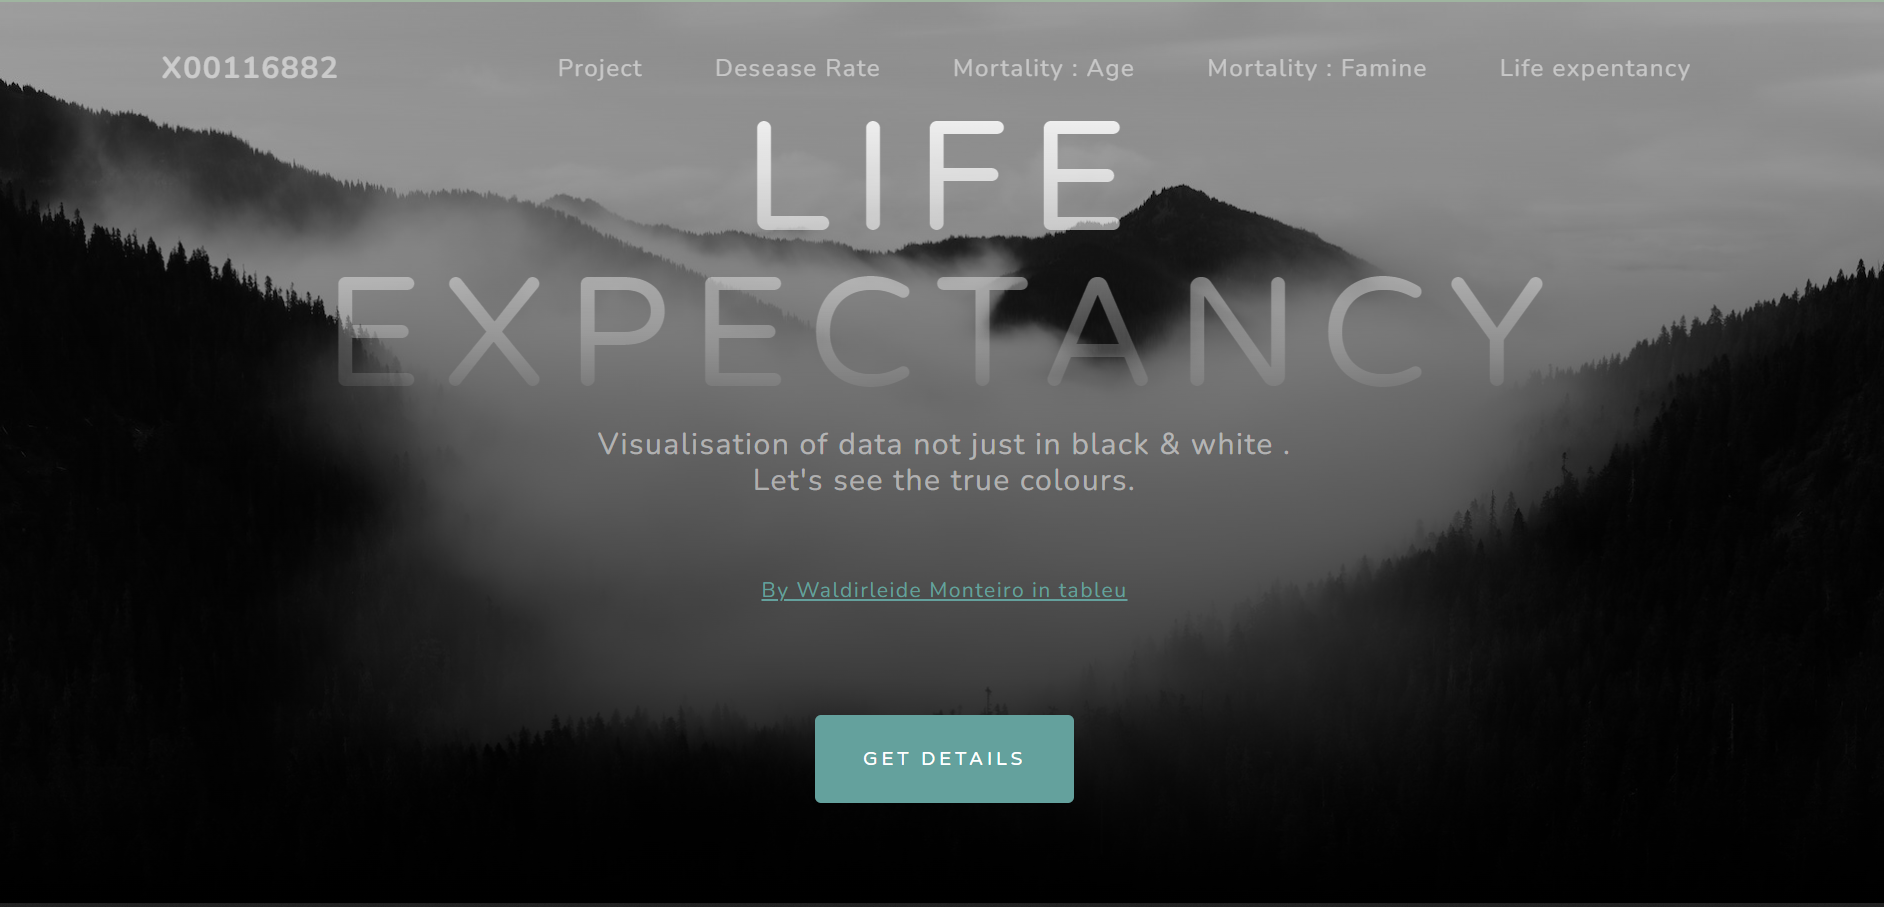 X00116882 Project Desease Rate Mortality : Age Mortality : Famine Life expentancy
LIFE
EXPECTANCY
Visualisation of data not just in black & white .
Let's see the true colours.
By Waldirleide Monteiro in tableu
GET DETAILS